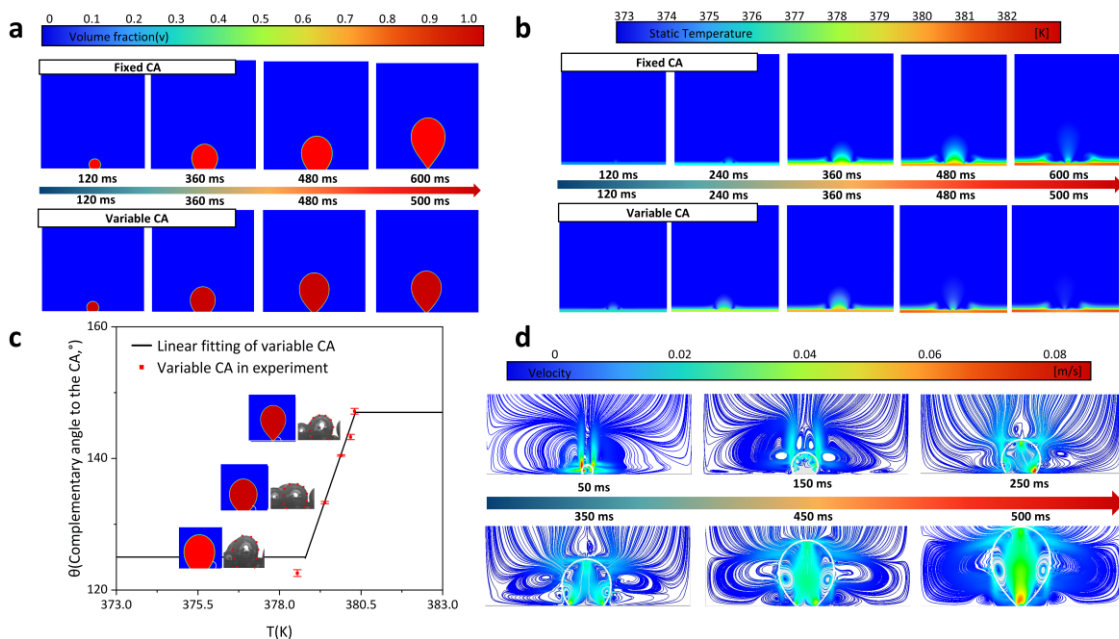 a
0 0.1 0.2 0.3 0.4 0.5 0.6 0.7 0.8 0.9 1.0
Volume fraction(v)
Fixed CA
120 ms 360 ms 480 ms 600 ms
120 ms 360 ms 480 ms 500 ms
Variable CA
b
373 374 375 376 377 378 379 380 381 382
Static Temperature [K]
Fixed CA
120 ms 240 ms 360 ms 480 ms 600 ms
120 ms 240 ms 360 ms 480 ms 500 ms
Variable CA
c
θ(Complementary angle to the CA,°)
160
140
120
Linear fitting of variable CA
Variable CA in experiment
373.0 375.5 378.0 380.5 383.0
T(K)
d
0 0.02 0.04 0.06 0.08
Velocity [m/s]
50 ms 150 ms 250 ms
350 ms 450 ms 500 ms